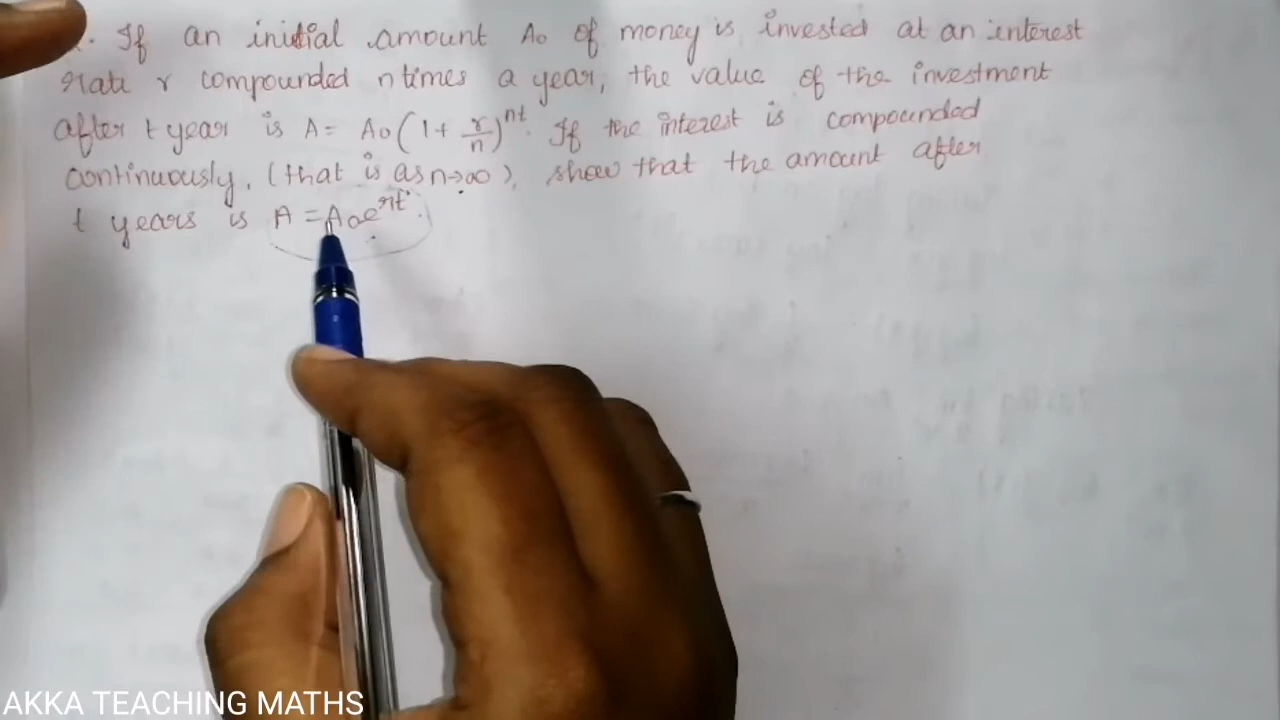 If an initial amount A₀ of money is invested at an interest
rate r compounded n times a year, the value of the investment
after t year is A = A₀(1 + r/n)^nt. If the interest is compounded
continuously, (that is as n→∞), show that the amount after
t years is A = A₀e^rt.
AKKA TEACHING MATHS